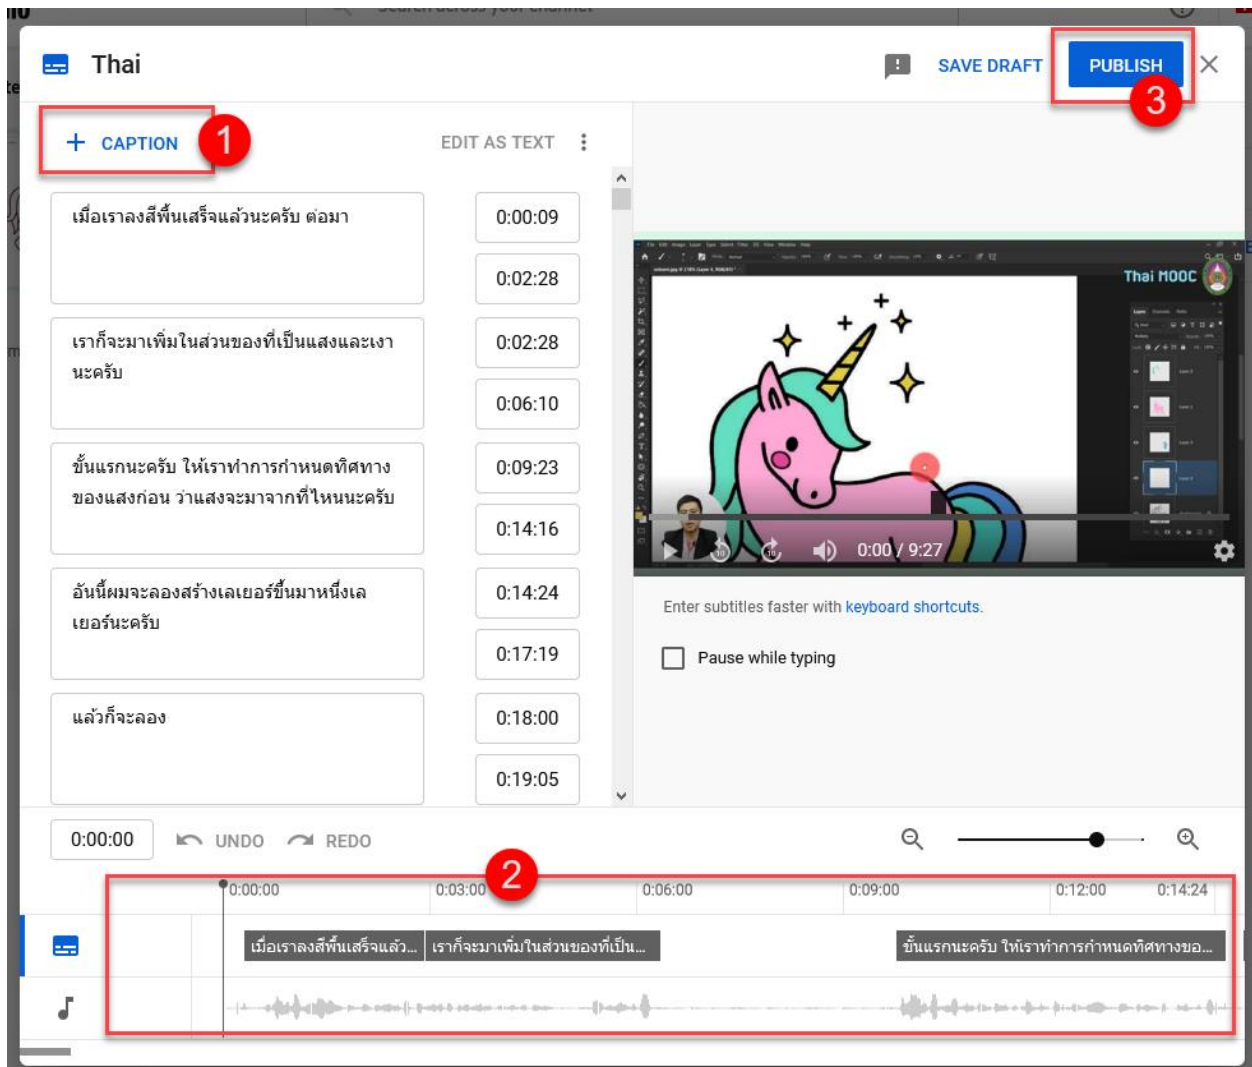 Search across your channel
Thai
SAVE DRAFT
PUBLISH
3
+ CAPTION
1
EDIT AS TEXT
เมื่อเราลงสีพื้นเสร็จแล้วนะครับ ต่อมา
0:00:09
0:02:28
เราก็จะมาเพิ่มในส่วนของที่เป็นแสงและเงา
นะครับ
0:02:28
0:06:10
ขั้นแรกนะครับ ให้เราทำการกำหนดทิศทาง
ของแสงก่อน ว่าแสงจะมาจากที่ไหนนะครับ
0:09:23
0:14:16
อันนี้ผมจะลองสร้างเลเยอร์ขึ้นมาหนึ่งเล
เยอร์นะครับ
0:14:24
0:17:19
แล้วก็จะลอง
0:18:00
0:19:05
File Edit Image Layer Type Select Filter 3D View Window Help
Thai MOOC
10
10
0:00 / 9:27
Enter subtitles faster with keyboard shortcuts.
Pause while typing
0:00:00
UNDO
REDO
2
0:00:00
0:03:00
0:06:00
0:09:00
0:12:00
0:14:24
เมื่อเราลงสีพื้นเสร็จแล้ว...
เราก็จะมาเพิ่มในส่วนของที่เป็น...
ขั้นแรกนะครับ ให้เราทำการกำหนดทิศทางขอ...